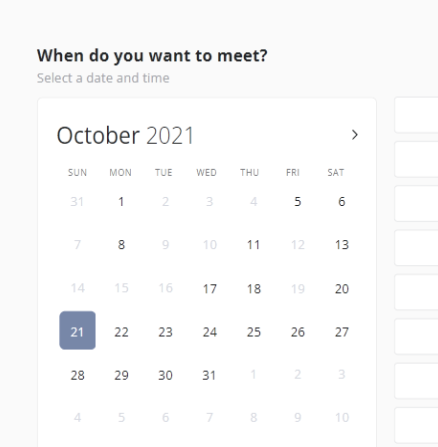 When do you want to meet?
Select a date and time
October 2021
SUN MON TUE WED THU FRI SAT
31 1 2 3 4 5 6
7 8 9 10 11 12 13
14 15 16 17 18 19 20
21 22 23 24 25 26 27
28 29 30 31 1 2 3
4 5 6 7 8 9 10